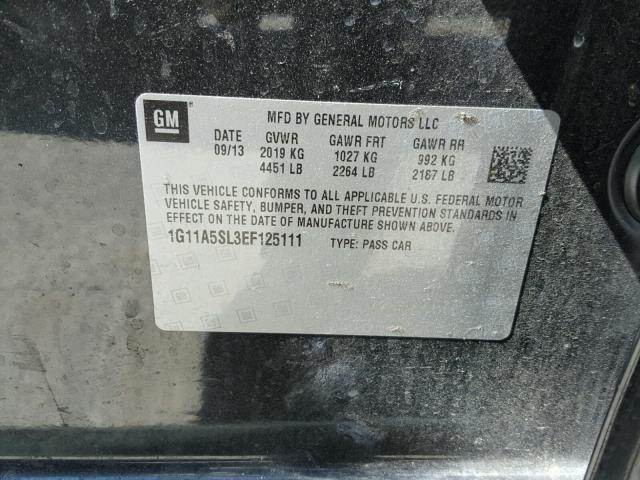 GM
MFD BY GENERAL MOTORS LLC
DATE GVWR GAWR FRT GAWR RR
09/13 2019 KG 1027 KG 992 KG
4451 LB 2264 LB 2187 LB
THIS VEHICLE CONFORMS TO ALL APPLICABLE U.S. FEDERAL MOTOR
VEHICLE SAFETY, BUMPER, AND THEFT PREVENTION STANDARDS IN
EFFECT ON THE DATE OF MANUFACTURE SHOWN ABOVE.
1G11A5SL3EF125111 TYPE: PASS CAR